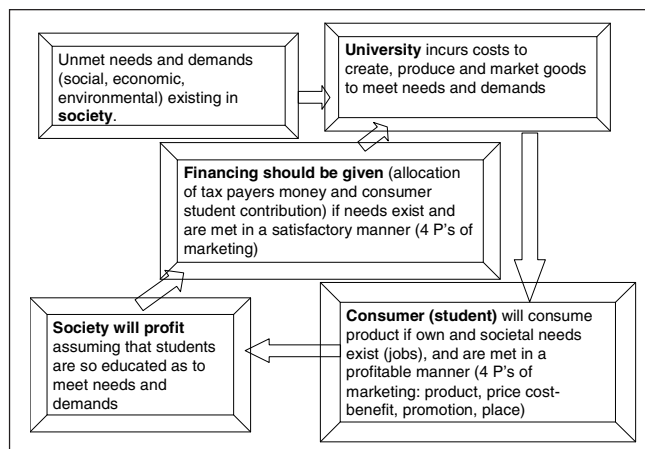 Unmet needs and demands
(social, economic,
environmental) existing in
society.
University incurs costs to
create, produce and market goods
to meet needs and demands
Financing should be given (allocation
of tax payers money and consumer
student contribution) if needs exist and
are met in a satisfactory manner (4 P's of
marketing)
Society will profit
assuming that students
are so educated as to
meet needs and
demands
Consumer (student) will consume
product if own and societal needs
exist (jobs), and are met in a
profitable manner (4 P's of
marketing: product, price cost-
benefit, promotion, place)